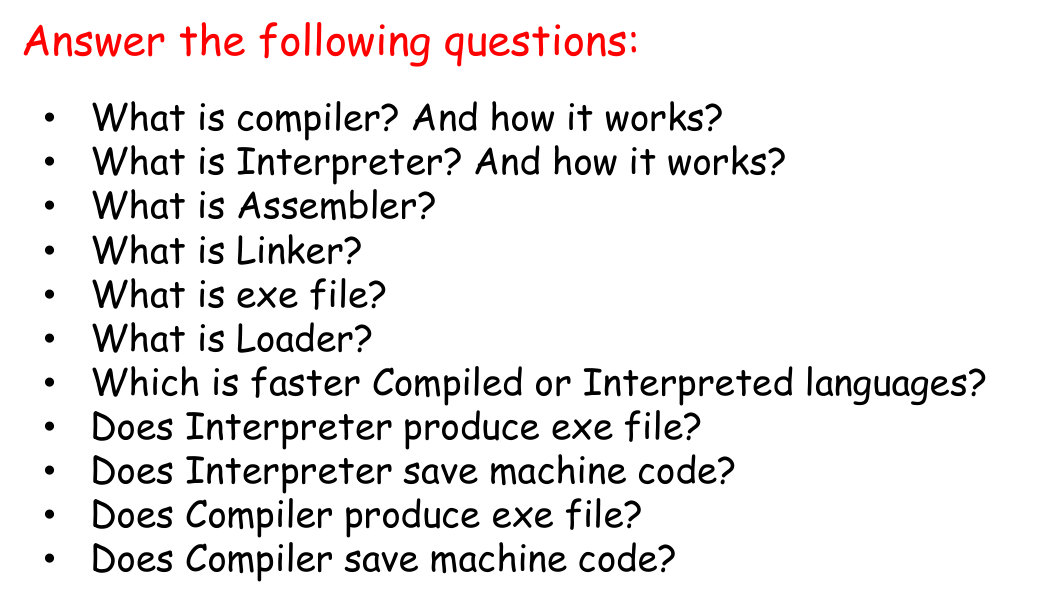 Answer the following questions:
• What is compiler? And how it works?
• What is Interpreter? And how it works?
• What is Assembler?
• What is Linker?
• What is exe file?
• What is Loader?
• Which is faster Compiled or Interpreted languages?
• Does Interpreter produce exe file?
• Does Interpreter save machine code?
• Does Compiler produce exe file?
• Does Compiler save machine code?